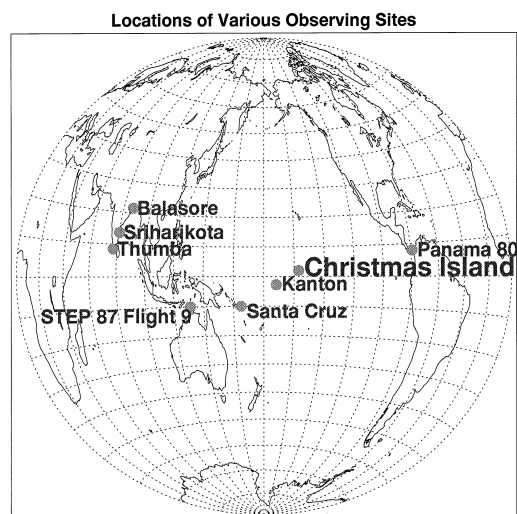 Locations of Various Observing Sites
Balasore
Sriharikota
Thumba
Panama 80
Christmas Island
Kanton
STEP 87 Flight 9
Santa Cruz